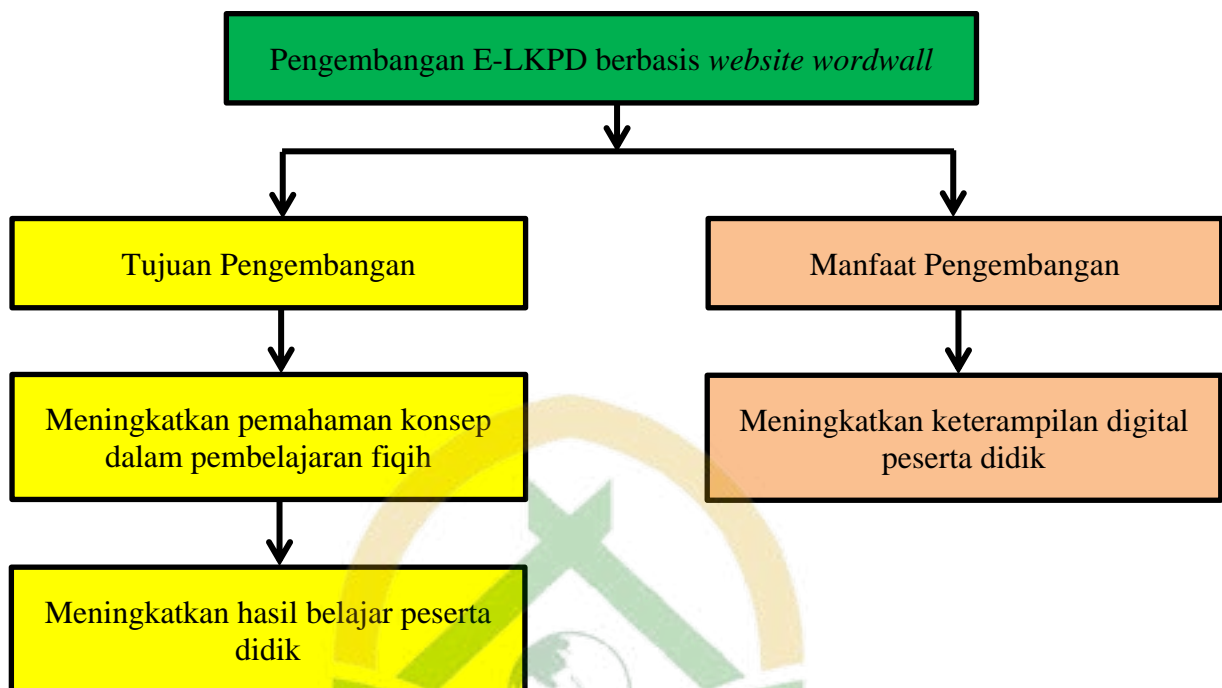 Pengembangan E-LKPD berbasis website wordwall
Tujuan Pengembangan
Manfaat Pengembangan
Meningkatkan pemahaman konsep
dalam pembelajaran fiqih
Meningkatkan keterampilan digital
peserta didik
Meningkatkan hasil belajar peserta
didik